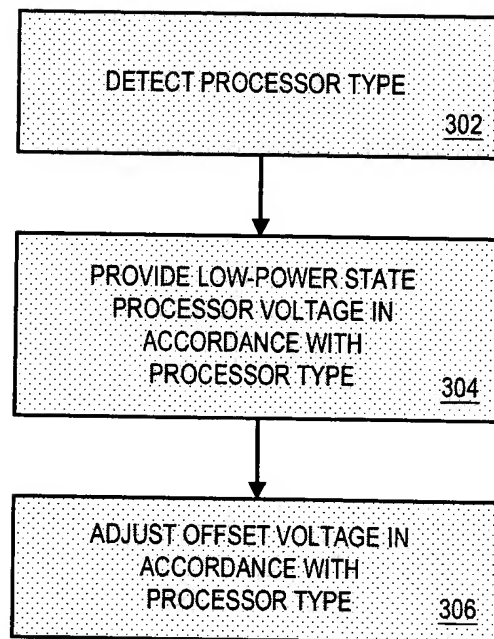 DETECT PROCESSOR TYPE
302
PROVIDE LOW-POWER STATE
PROCESSOR VOLTAGE IN
ACCORDANCE WITH
PROCESSOR TYPE
304
ADJUST OFFSET VOLTAGE IN
ACCORDANCE WITH
PROCESSOR TYPE
306